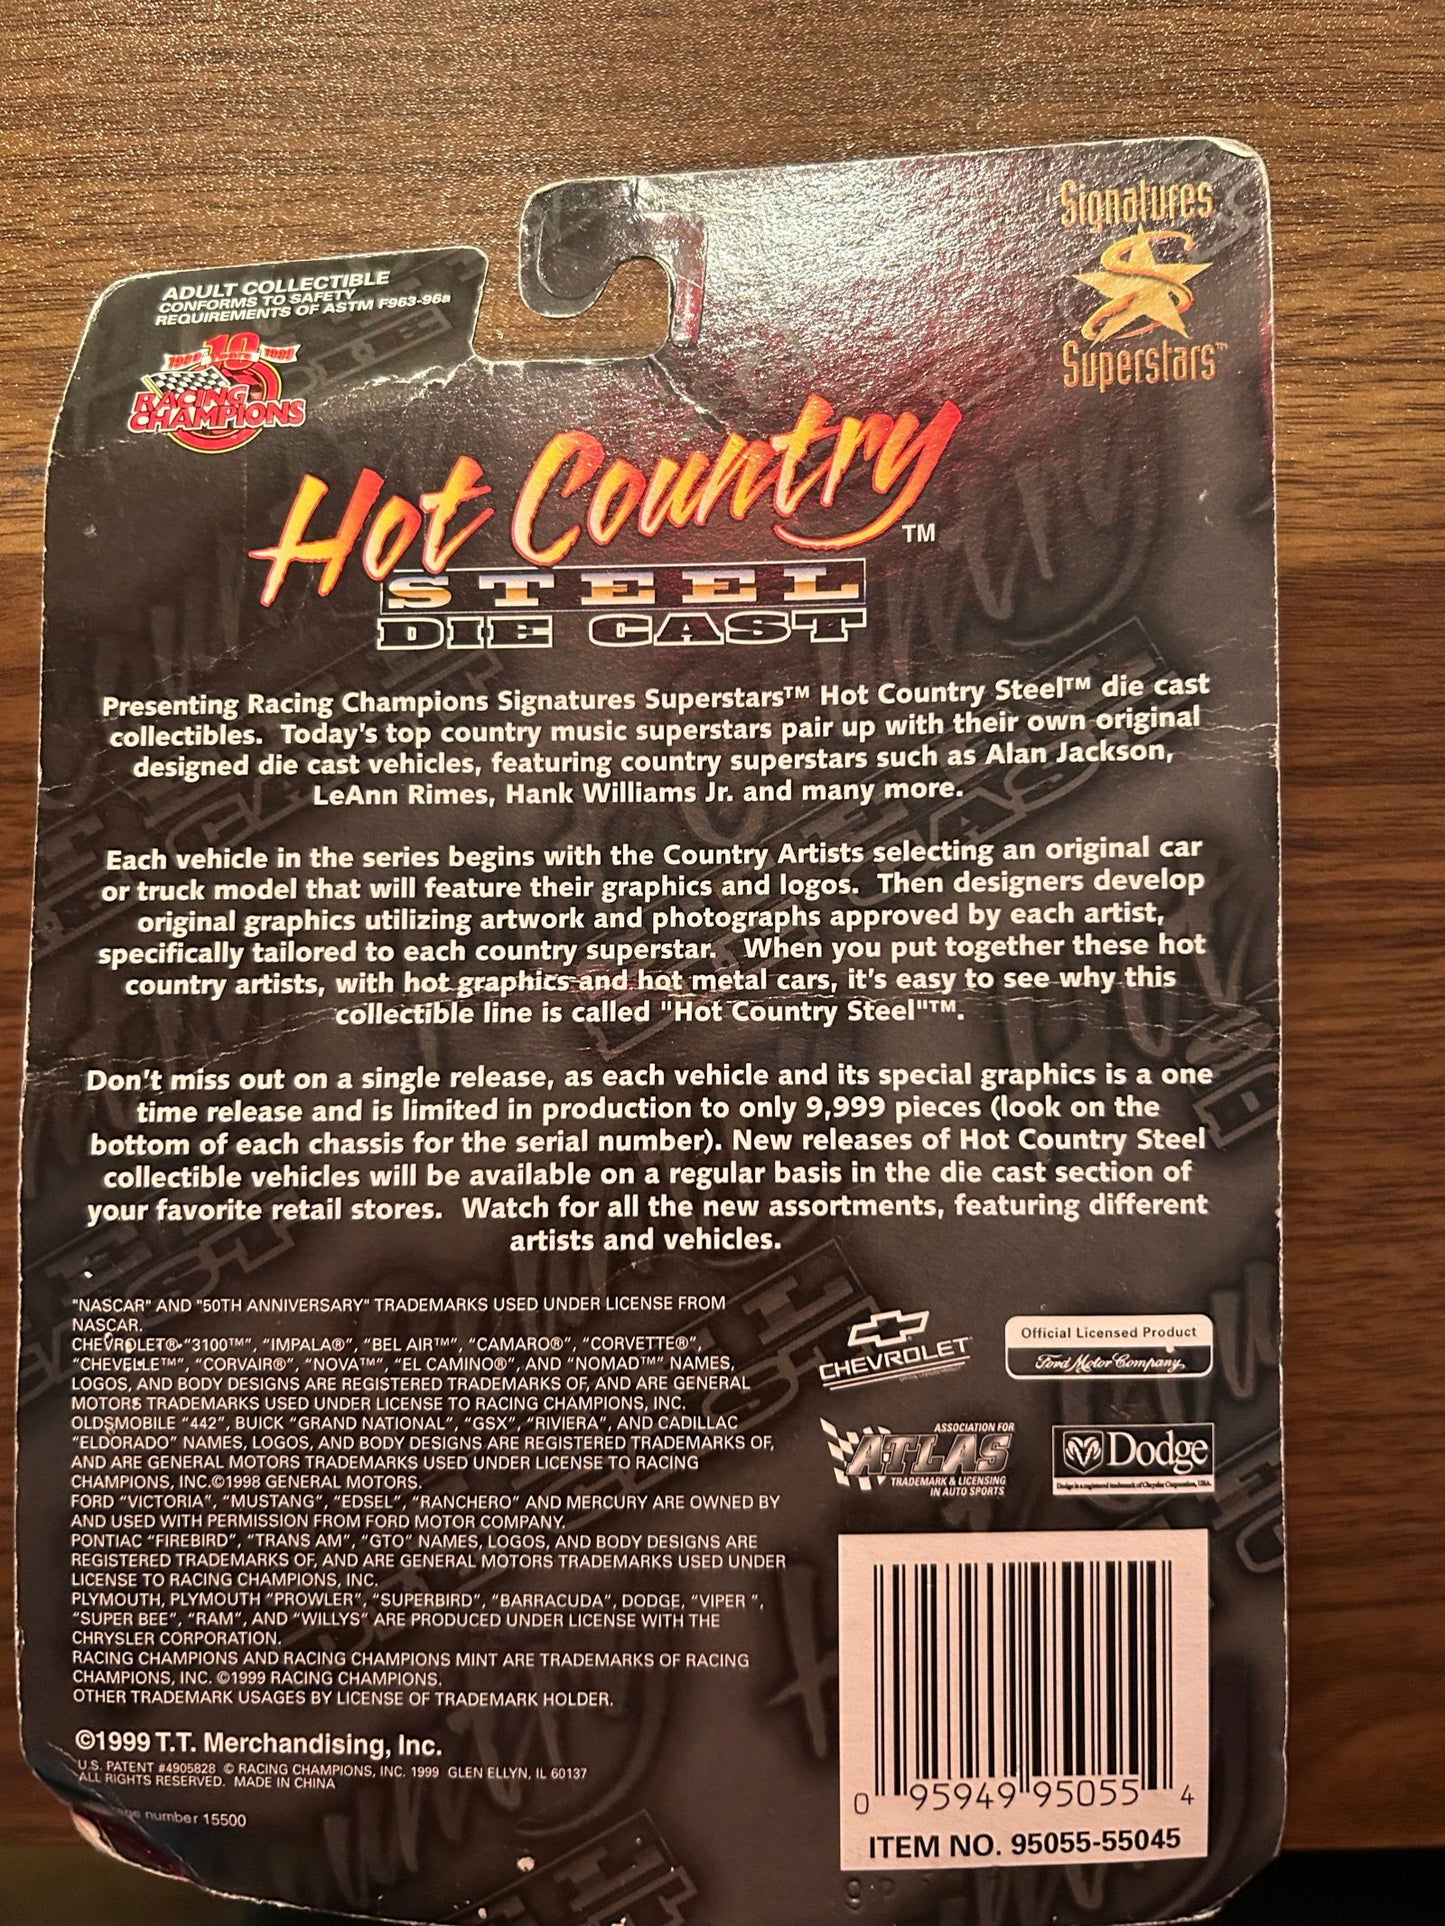 ADULT COLLECTIBLE
CONFORMS TO SAFETY
REQUIREMENTS OF ASTM F963-96a
1989 10 1999
RACING
CHAMPIONS
Signatures
Superstars™
Hot Country™
STEEL
DIE CAST
Presenting Racing Champions Signatures Superstars™ Hot Country Steel™ die cast
collectibles. Today's top country music superstars pair up with their own original
designed die cast vehicles, featuring country superstars such as Alan Jackson,
LeAnn Rimes, Hank Williams Jr. and many more.
Each vehicle in the series begins with the Country Artists selecting an original car
or truck model that will feature their graphics and logos. Then designers develop
original graphics utilizing artwork and photographs approved by each artist,
specifically tailored to each country superstar. When you put together these hot
country artists, with hot graphics and hot metal cars, it's easy to see why this
collectible line is called "Hot Country Steel"™.
Don't miss out on a single release, as each vehicle and its special graphics is a one
time release and is limited in production to only 9,999 pieces (look on the
bottom of each chassis for the serial number). New releases of Hot Country Steel
collectible vehicles will be available on a regular basis in the die cast section of
your favorite retail stores. Watch for all the new assortments, featuring different
artists and vehicles.
"NASCAR" AND "50TH ANNIVERSARY" TRADEMARKS USED UNDER LICENSE FROM
NASCAR.
CHEVROLET® "3100™", "IMPALA®", "BEL AIR™", "CAMARO®", "CORVETTE®",
"CHEVELLE™", "CORVAIR®", "NOVA™", "EL CAMINO®", AND "NOMAD™" NAMES,
LOGOS, AND BODY DESIGNS ARE REGISTERED TRADEMARKS OF, AND ARE GENERAL
MOTORS TRADEMARKS USED UNDER LICENSE TO RACING CHAMPIONS, INC.
OLDSMOBILE "442", BUICK "GRAND NATIONAL", "GSX", "RIVIERA", AND CADILLAC
"ELDORADO" NAMES, LOGOS, AND BODY DESIGNS ARE REGISTERED TRADEMARKS OF,
AND ARE GENERAL MOTORS TRADEMARKS USED UNDER LICENSE TO RACING
CHAMPIONS, INC.©1998 GENERAL MOTORS.
FORD "VICTORIA", "MUSTANG", "EDSEL", "RANCHERO" AND MERCURY ARE OWNED BY
AND USED WITH PERMISSION FROM FORD MOTOR COMPANY.
PONTIAC "FIREBIRD", "TRANS AM", "GTO" NAMES, LOGOS, AND BODY DESIGNS ARE
REGISTERED TRADEMARKS OF, AND ARE GENERAL MOTORS TRADEMARKS USED UNDER
LICENSE TO RACING CHAMPIONS, INC.
PLYMOUTH, PLYMOUTH "PROWLER", "SUPERBIRD", "BARRACUDA", DODGE, "VIPER ",
"SUPER BEE", "RAM", AND "WILLYS" ARE PRODUCED UNDER LICENSE WITH THE
CHRYSLER CORPORATION.
RACING CHAMPIONS AND RACING CHAMPIONS MINT ARE TRADEMARKS OF RACING
CHAMPIONS, INC. ©1999 RACING CHAMPIONS.
OTHER TRADEMARK USAGES BY LICENSE OF TRADEMARK HOLDER.
©1999 T.T. Merchandising, Inc.
U.S. PATENT #4905828 © RACING CHAMPIONS, INC. 1999 GLEN ELLYN, IL 60137
ALL RIGHTS RESERVED. MADE IN CHINA
number 15500
CHEVROLET
Official Licensed Product
Ford Motor Company
ASSOCIATION FOR
ATLAS
TRADEMARK & LICENSING
IN AUTO SPORTS
Dodge
Dodge is a registered trademark of Chrysler Corporation, USA.
0 95949 95055 4
ITEM NO. 95055-55045